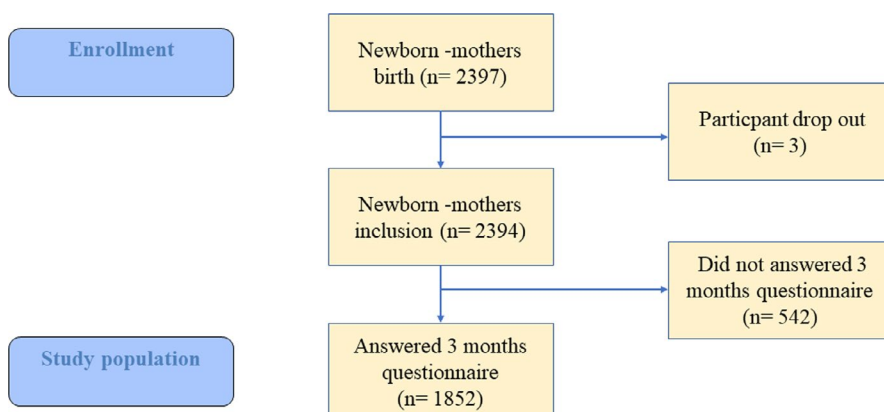 Enrollment
Newborn -mothers
birth (n= 2397)
Particpant drop out
(n= 3)
Newborn -mothers
inclusion (n= 2394)
Did not answered 3
months questionnaire
(n= 542)
Study population
Answered 3 months
questionnaire
(n= 1852)